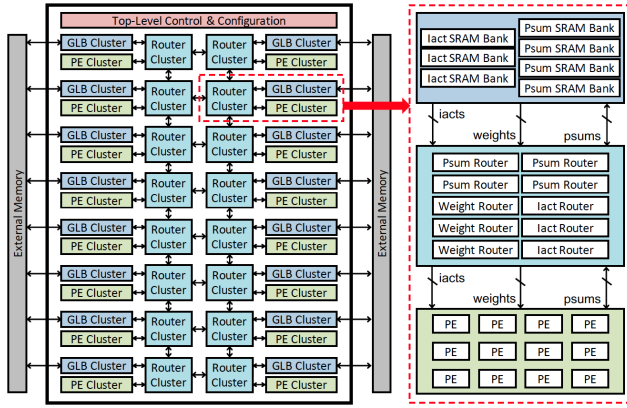 Top-Level Control & Configuration
External Memory
GLB Cluster
PE Cluster
Router
Cluster
Router
Cluster
GLB Cluster
PE Cluster
GLB Cluster
PE Cluster
Router
Cluster
Router
Cluster
GLB Cluster
PE Cluster
GLB Cluster
PE Cluster
Router
Cluster
Router
Cluster
GLB Cluster
PE Cluster
GLB Cluster
PE Cluster
Router
Cluster
Router
Cluster
GLB Cluster
PE Cluster
GLB Cluster
PE Cluster
Router
Cluster
Router
Cluster
GLB Cluster
PE Cluster
GLB Cluster
PE Cluster
Router
Cluster
Router
Cluster
GLB Cluster
PE Cluster
GLB Cluster
PE Cluster
Router
Cluster
Router
Cluster
GLB Cluster
PE Cluster
GLB Cluster
PE Cluster
Router
Cluster
Router
Cluster
GLB Cluster
PE Cluster
External Memory
Iact SRAM Bank
Iact SRAM Bank
Iact SRAM Bank
Psum SRAM Bank
Psum SRAM Bank
Psum SRAM Bank
Psum SRAM Bank
iacts
weights
psums
Psum Router Psum Router
Psum Router Psum Router
Weight Router Iact Router
Weight Router Iact Router
Weight Router Iact Router
iacts
weights
psums
PE PE PE PE
PE PE PE PE
PE PE PE PE